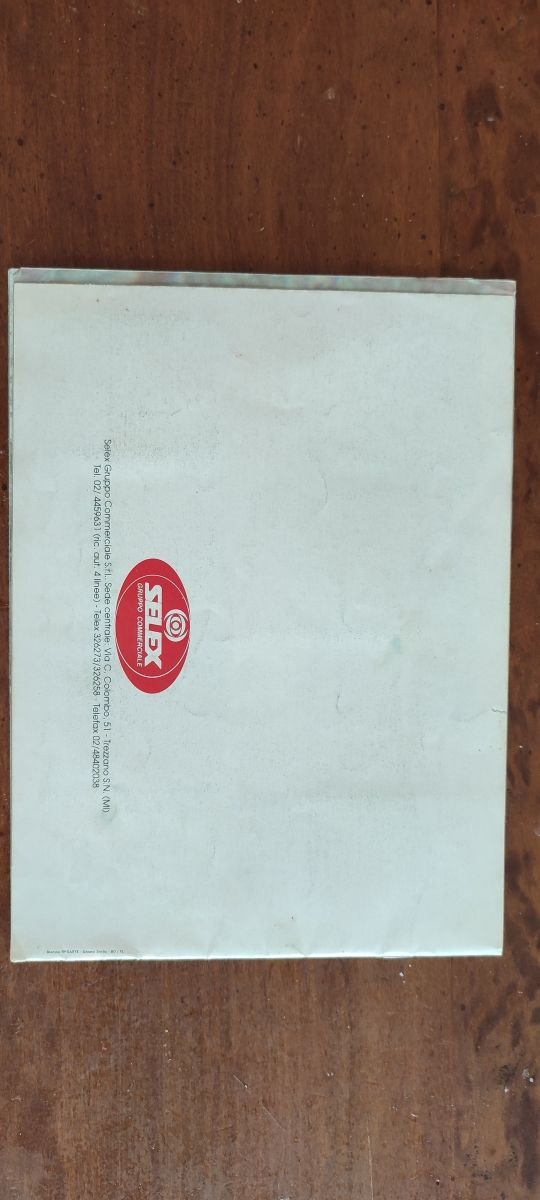 SELEX
GRUPPO COMMERCIALE
Selex Gruppo Commerciale S.r.l.. Sede centrale: Via C. Colombo, 51 - Trezzano S.N. (MI)
Tel. 02/ 4459631 (ric. aut. 4 linee) - Telex 326273/326258 - Telefax 02/48402038